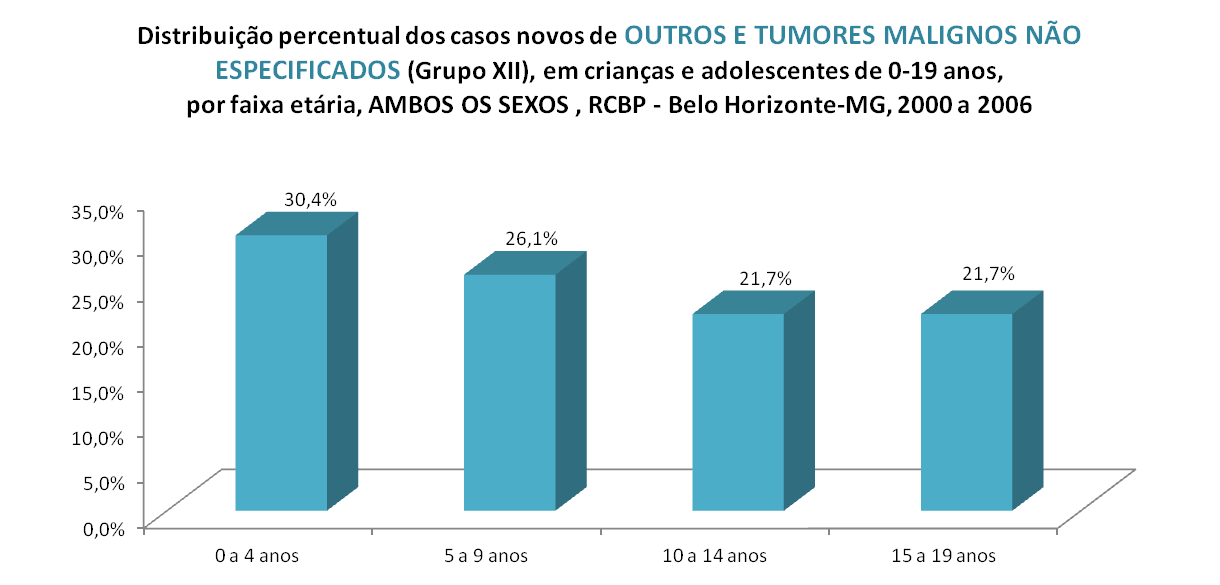 Distribuição percentual dos casos novos de OUTROS E TUMORES MALIGNOS NÃO
ESPECIFICADOS (Grupo XII), em crianças e adolescentes de 0-19 anos,
por faixa etária, AMBOS OS SEXOS , RCBP - Belo Horizonte-MG, 2000 a 2006
30,4%
26,1%
21,7%
21,7%
35,0%
30,0%
25,0%
20,0%
15,0%
10,0%
5,0%
0,0%
0 a 4 anos
5 a 9 anos
10 a 14 anos
15 a 19 anos